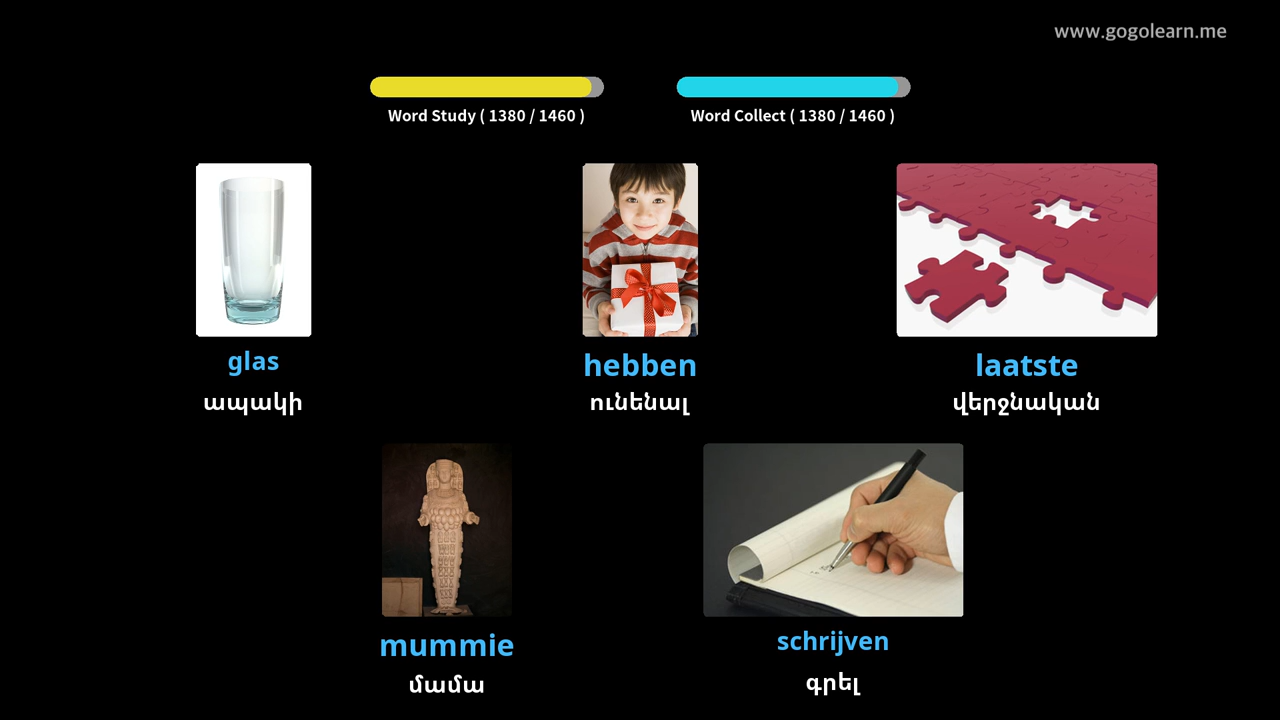 www.gogolearn.me
Word Study ( 1380 / 1460 )
Word Collect ( 1380 / 1460 )
glas
ապակի
hebben
ունենալ
laatste
վերջնական
mummie
մամա
schrijven
գրել